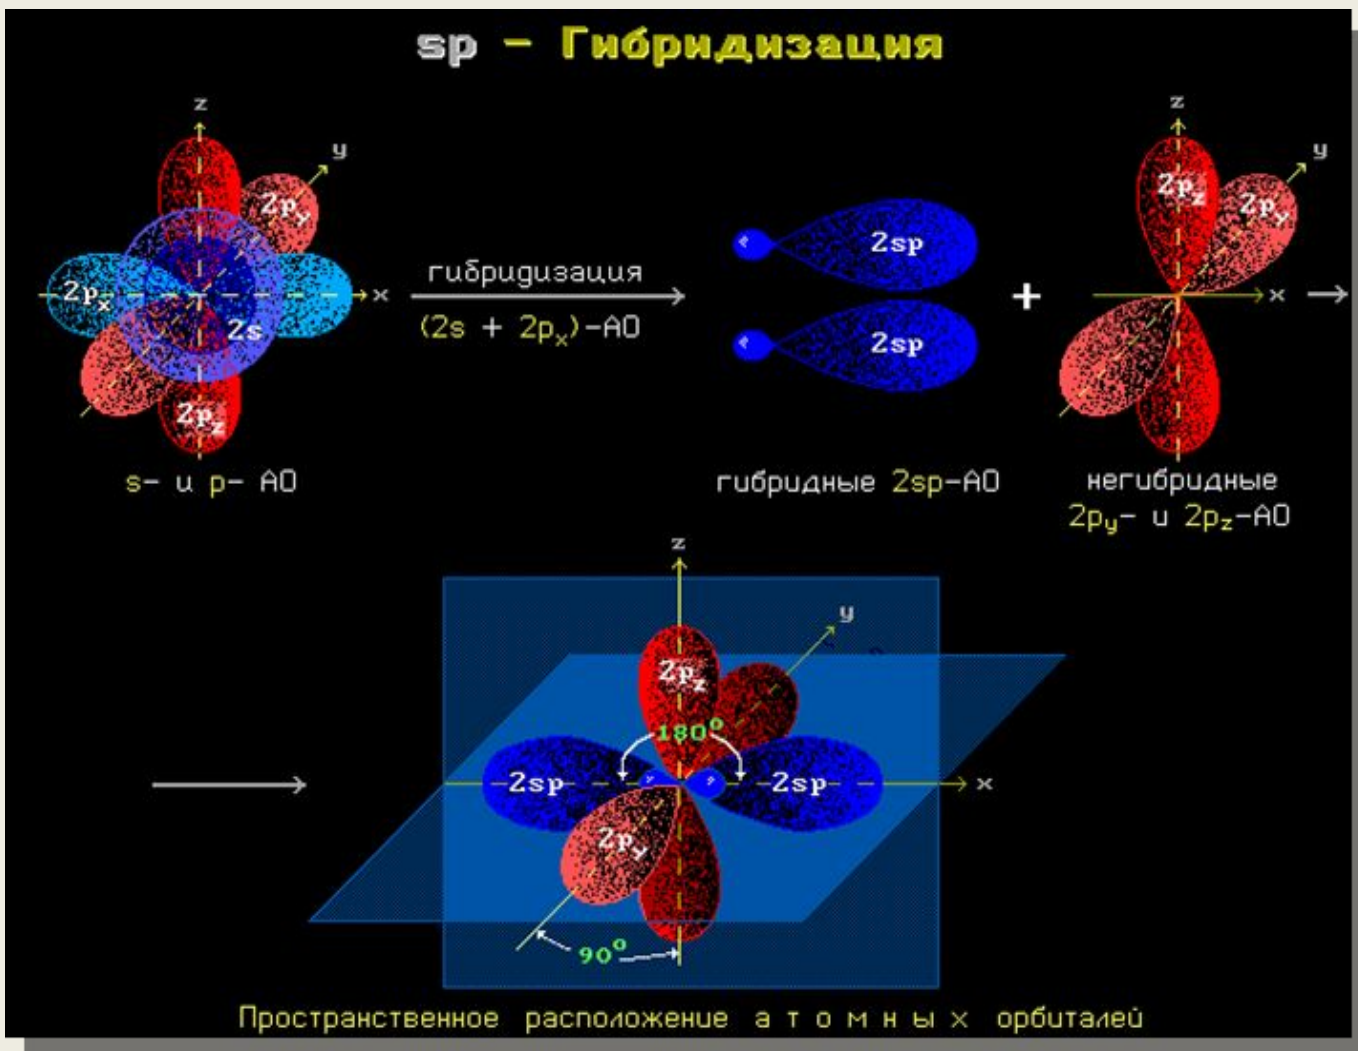 sp – Гибридизация
z
y
2py
2px
x
2s
2pz
s- и p- АО
гибридизация
(2s + 2px)-АО
2sp
2sp
гибридные 2sp-АО
+
z
y
2pz
2py
x
негибридные
2py- и 2pz-АО
z
y
2pz
180°
2sp
2sp
x
2py
90°
Пространственное расположение а т о м н ы х орбиталей